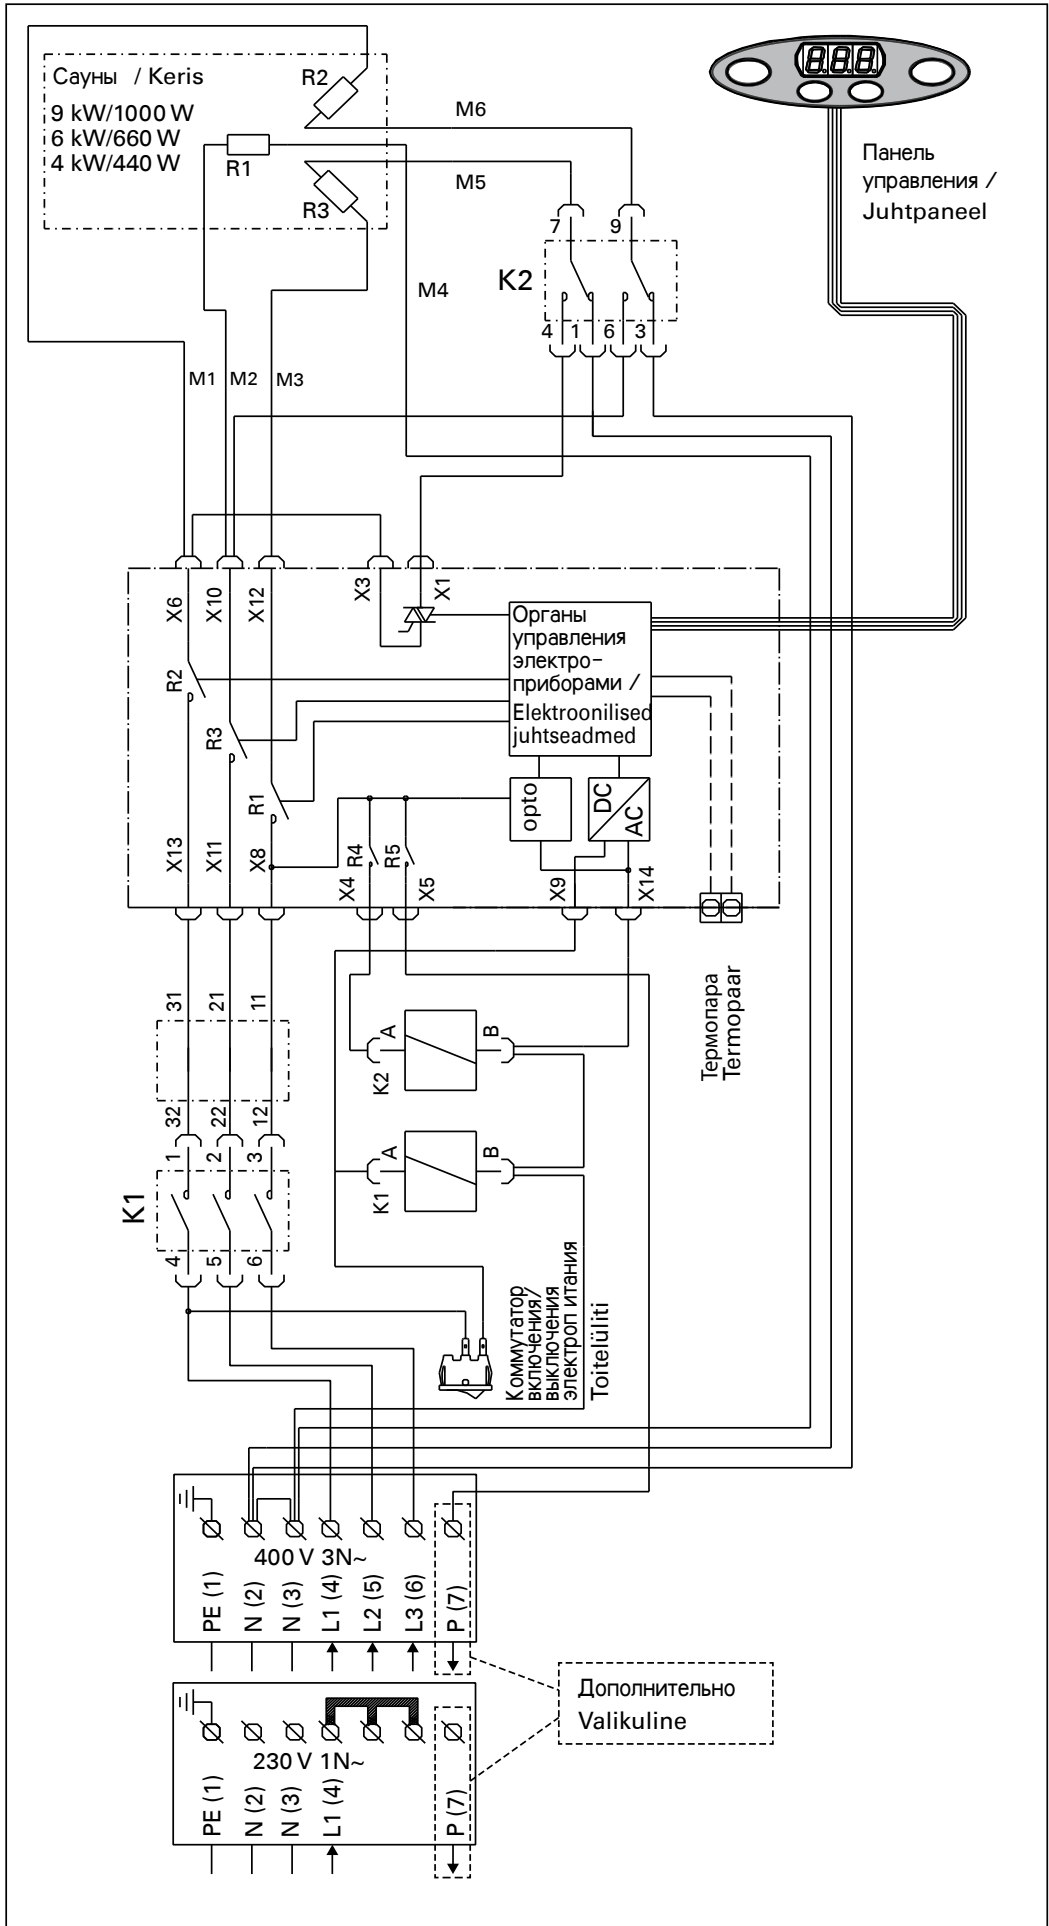 Сауны / Keris
9 kW/1000 W
6 kW/660 W
4 kW/440 W
R2
R1
R3
M6
M5
M4
8.8.8
Панель
управления /
Juhtpaneel
7
9
K2
4
1
6
3
M1
M2
M3
X6
X10
X12
X3
X1
R2
R3
R1
Органы
управления
электро-
приборами /
Elektroonilised
juhtseadmed
opto
DC
AC
X13
X11
X8
R4
R5
X4
X5
X9
X14
Термопара
Termopaar
31
21
11
32
22
12
K2
A
B
K1
A
B
K1
1
2
3
4
5
6
Коммутатор
включения/
выключения
электроп итания
Toitelüliti
400 V 3N~
PE (1)
N (2)
N (3)
L1 (4)
L2 (5)
L3 (6)
P (7)
Дополнительно
Valikuline
230 V 1N~
PE (1)
N (2)
N (3)
L1 (4)
P (7)